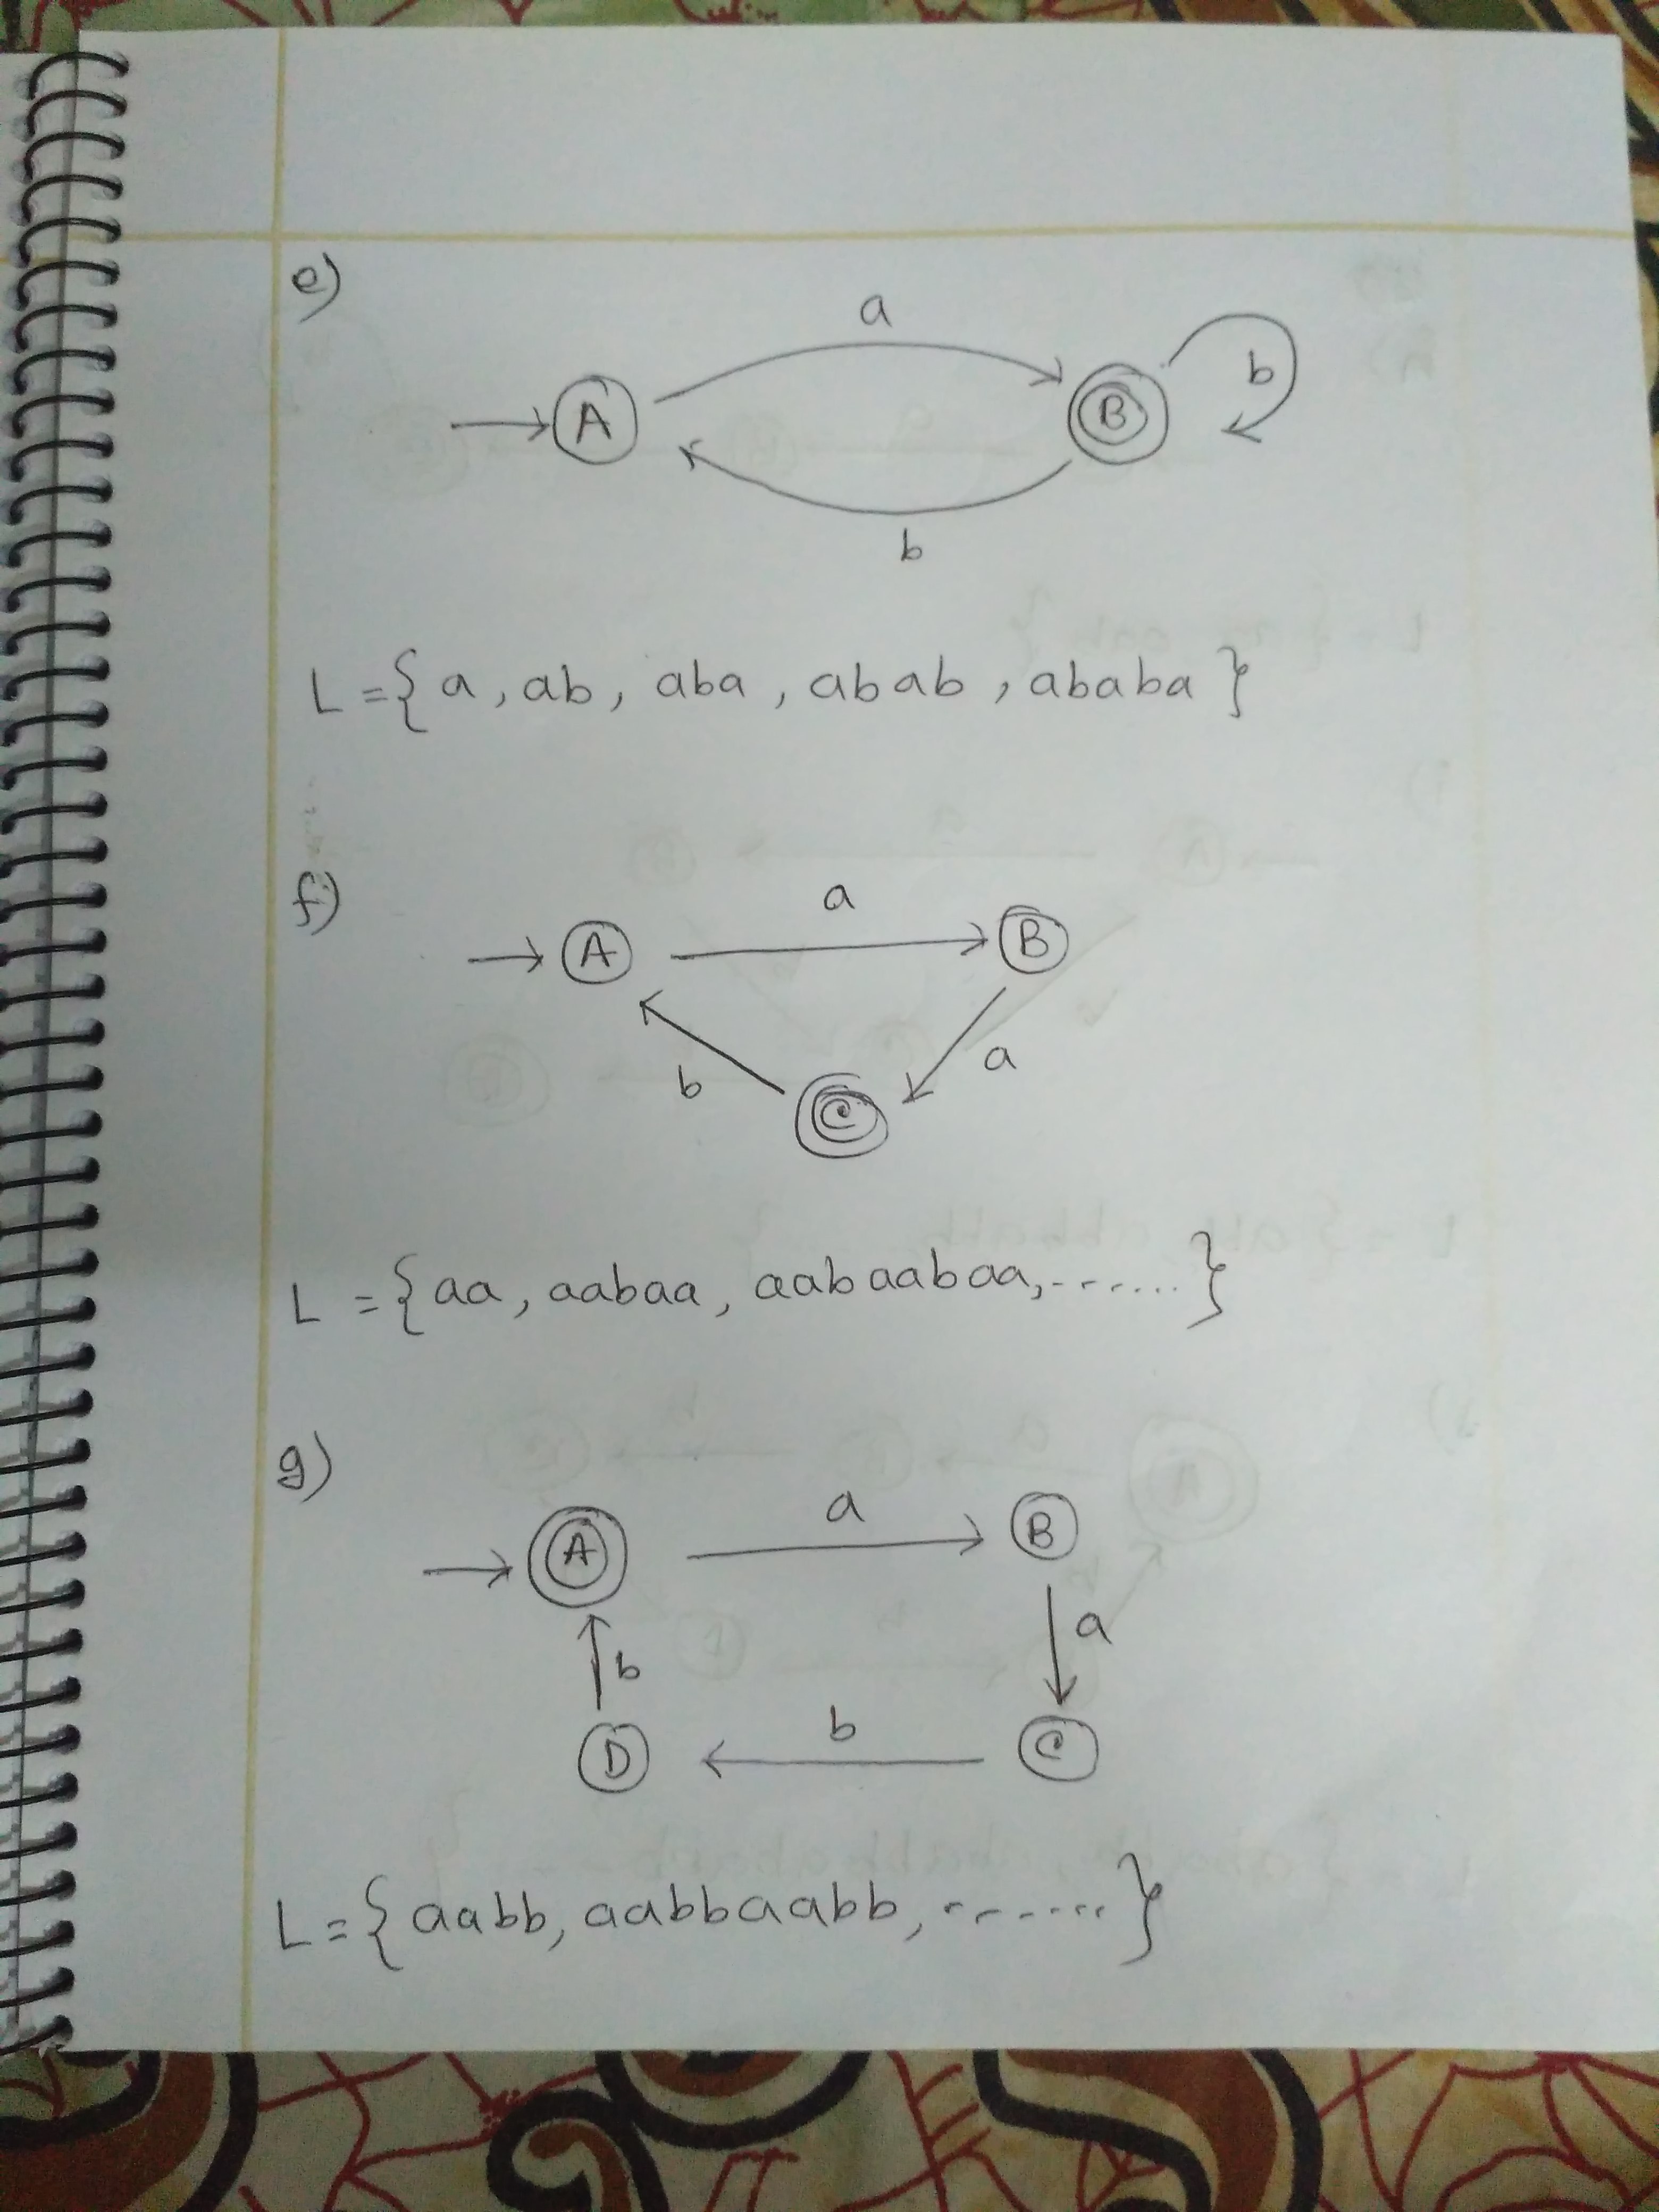 e)
a
A
B
b
b
L = { a , ab , aba , abab , ababa }
f)
a
A
B
a
b
C
L = { aa , aabaa , aabaabaa, ....... }
g)
a
A
B
a
b
b
D
C
L = { aabb, aabbaabb, ....... }